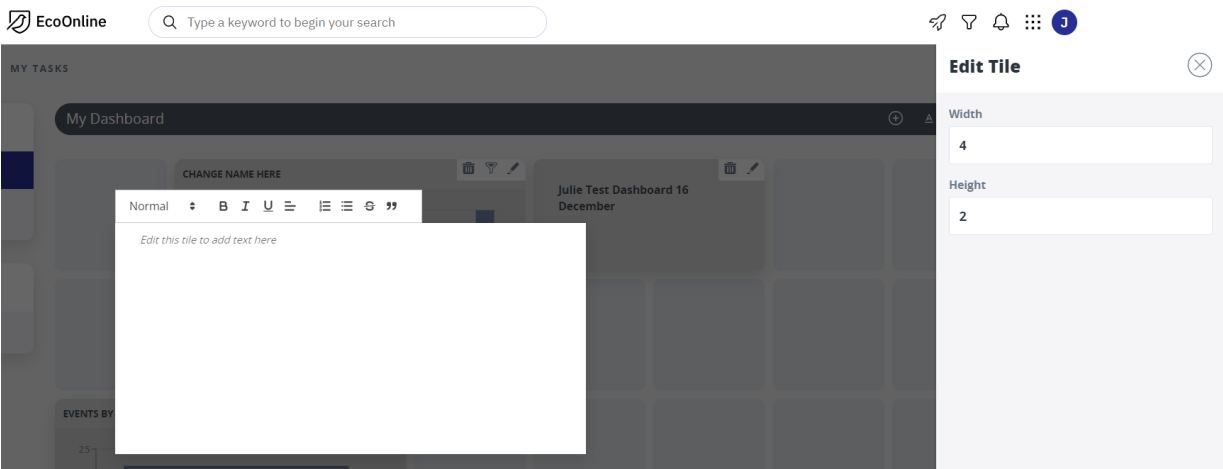 EcoOnline
Type a keyword to begin your search
J
MY TASKS
Edit Tile
My Dashboard
A
Width
4
CHANGE NAME HERE
Julie Test Dashboard 16
December
Height
2
Normal
B I U S
Edit this tile to add text here
EVENTS BY
25